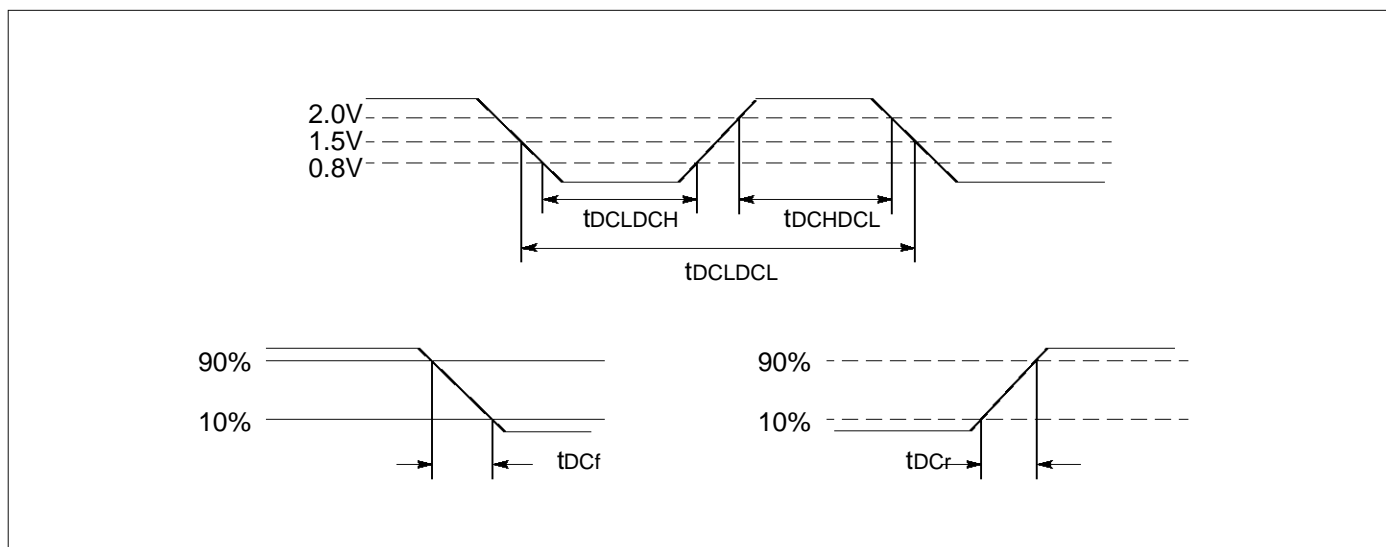 2.0V
1.5V
0.8V
tDCLDCH
tDCHDCL
tDCLDCL
90%
10%
tDCf
90%
10%
tDCr